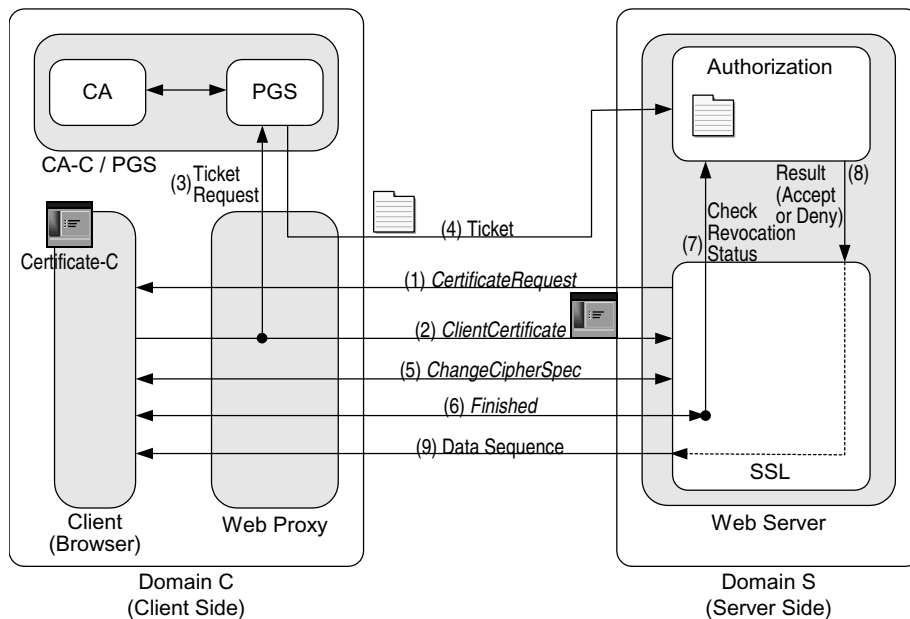 CA
PGS
CA-C / PGS
(3) Ticket
Request
Certificate-C
Authorization
Result
(Accept
or Deny)
(8)
(4) Ticket
Check
Revocation
Status
(7)
(1) CertificateRequest
(2) ClientCertificate
(5) ChangeCipherSpec
(6) Finished
(9) Data Sequence
SSL
Client
(Browser)
Web Proxy
Web Server
Domain C
(Client Side)
Domain S
(Server Side)